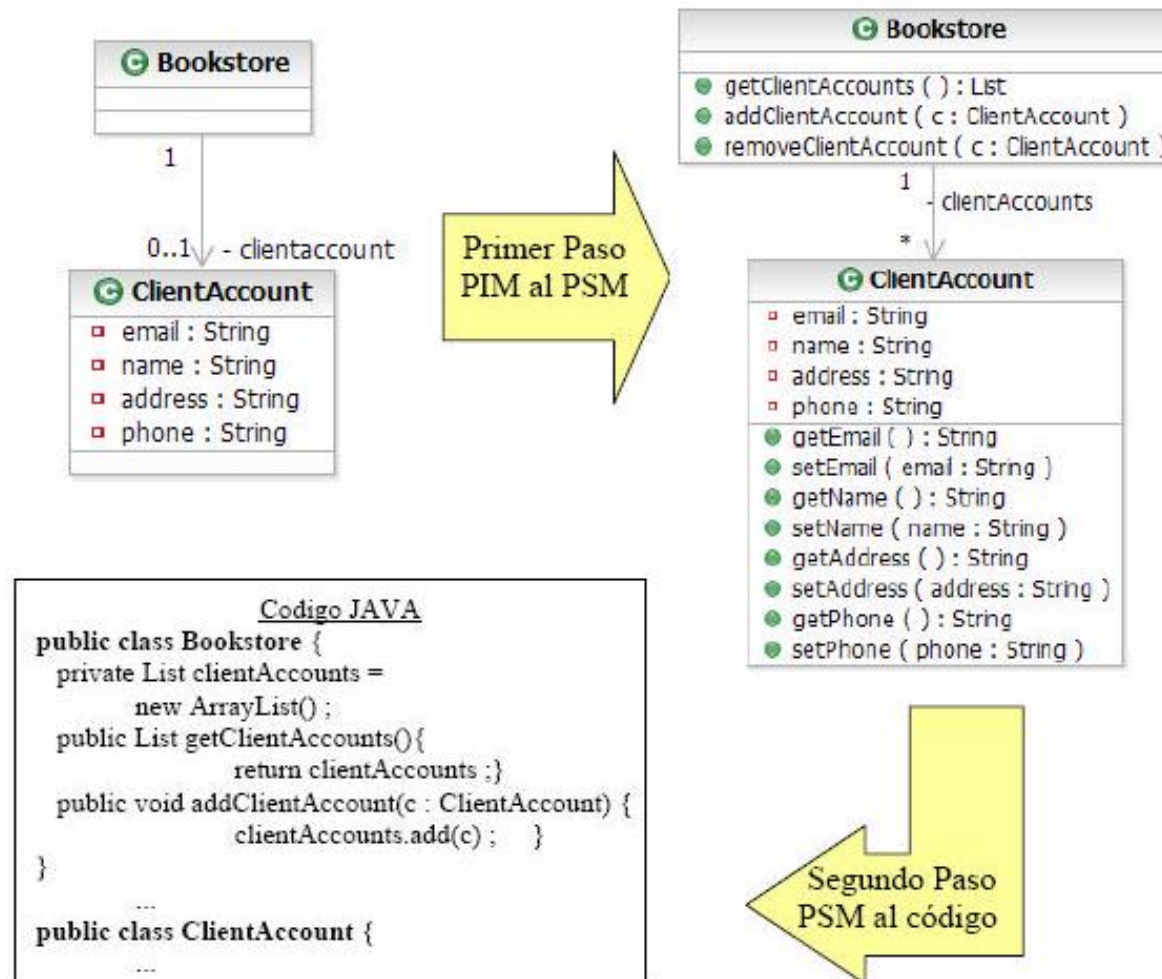 Bookstore
1
0..1 - clientaccount
ClientAccount
email : String
name : String
address : String
phone : String
Primer Paso
PIM al PSM
Bookstore
getClientAccounts ( ) : List
addClientAccount ( c : ClientAccount )
removeClientAccount ( c : ClientAccount )
1
- clientAccounts
*
ClientAccount
email : String
name : String
address : String
phone : String
getEmail ( ) : String
setEmail ( email : String )
getName ( ) : String
setName ( name : String )
getAddress ( ) : String
setAddress ( address : String )
getPhone ( ) : String
setPhone ( phone : String )
Segundo Paso
PSM al código
Codigo JAVA
public class Bookstore {
private List clientAccounts =
new ArrayList() ;
public List getClientAccounts(){
return clientAccounts ;}
public void addClientAccount(c : ClientAccount) {
clientAccounts.add(c) ; }
}
...
public class ClientAccount {
...